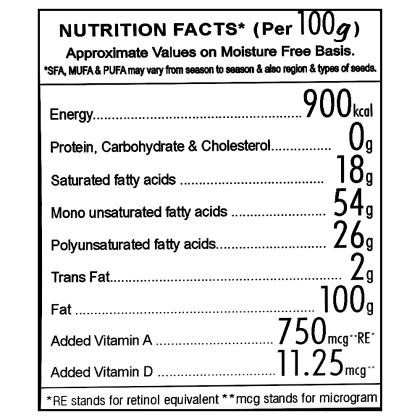 NUTRITION FACTS* (Per 100g)
Approximate Values on Moisture Free Basis.
*SFA, MUFA & PUFA may vary from season to season & also region & types of seeds.
Energy..........................................900kcal
Protein, Carbohydrate & Cholesterol...............0g
Saturated fatty acids ........................18g
Mono unsaturated fatty acids ................54g
Polyunsaturated fatty acids...................26g
Trans Fat......................................2g
Fat ..........................................100g
Added Vitamin A ...................750mcg**RE*
Added Vitamin D ...................11.25mcg**
*RE stands for retinol equivalent **mcg stands for microgram